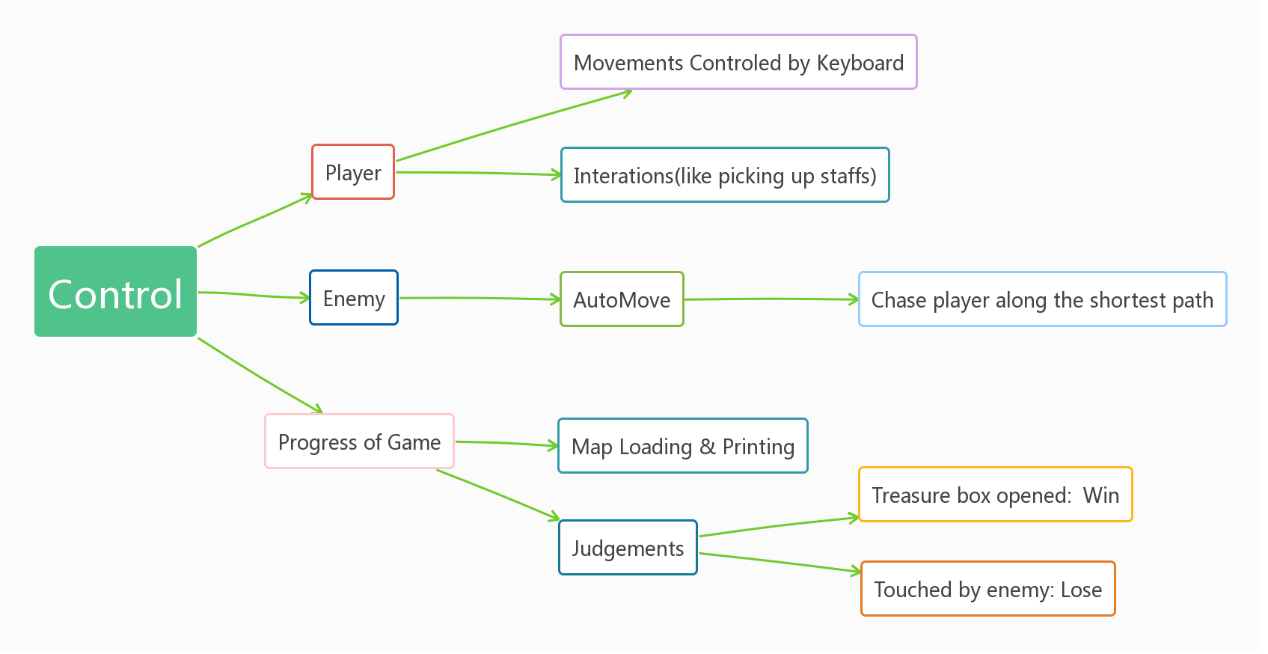 Movements Controled by Keyboard
Player
Interations(like picking up staffs)
Control
Enemy
AutoMove
Chase player along the shortest path
Progress of Game
Map Loading & Printing
Treasure box opened:  Win
Judgements
Touched by enemy: Lose